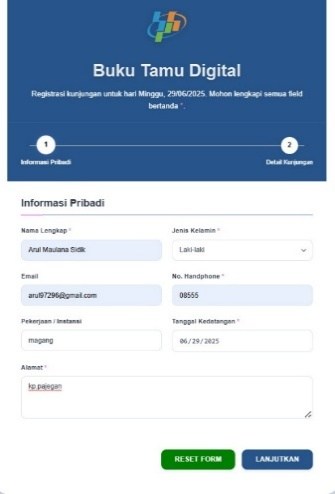 Buku Tamu Digital
Registrasi kunjungan untuk hari Minggu, 29/06/2025. Mohon lengkapi semua field
bertanda *.
1
2
Informasi Pribadi
Detail Kunjungan
Informasi Pribadi
Nama Lengkap *
Jenis Kelamin *
Arul Maulana Sidik
Laki-laki
Email
No. Handphone *
arul97296@gmail.com
08555
Pekerjaan / Instansi
Tanggal Kedatangan *
magang
06/29/2025
Alamat *
kp.pajegan
RESET FORM
LANJUTKAN